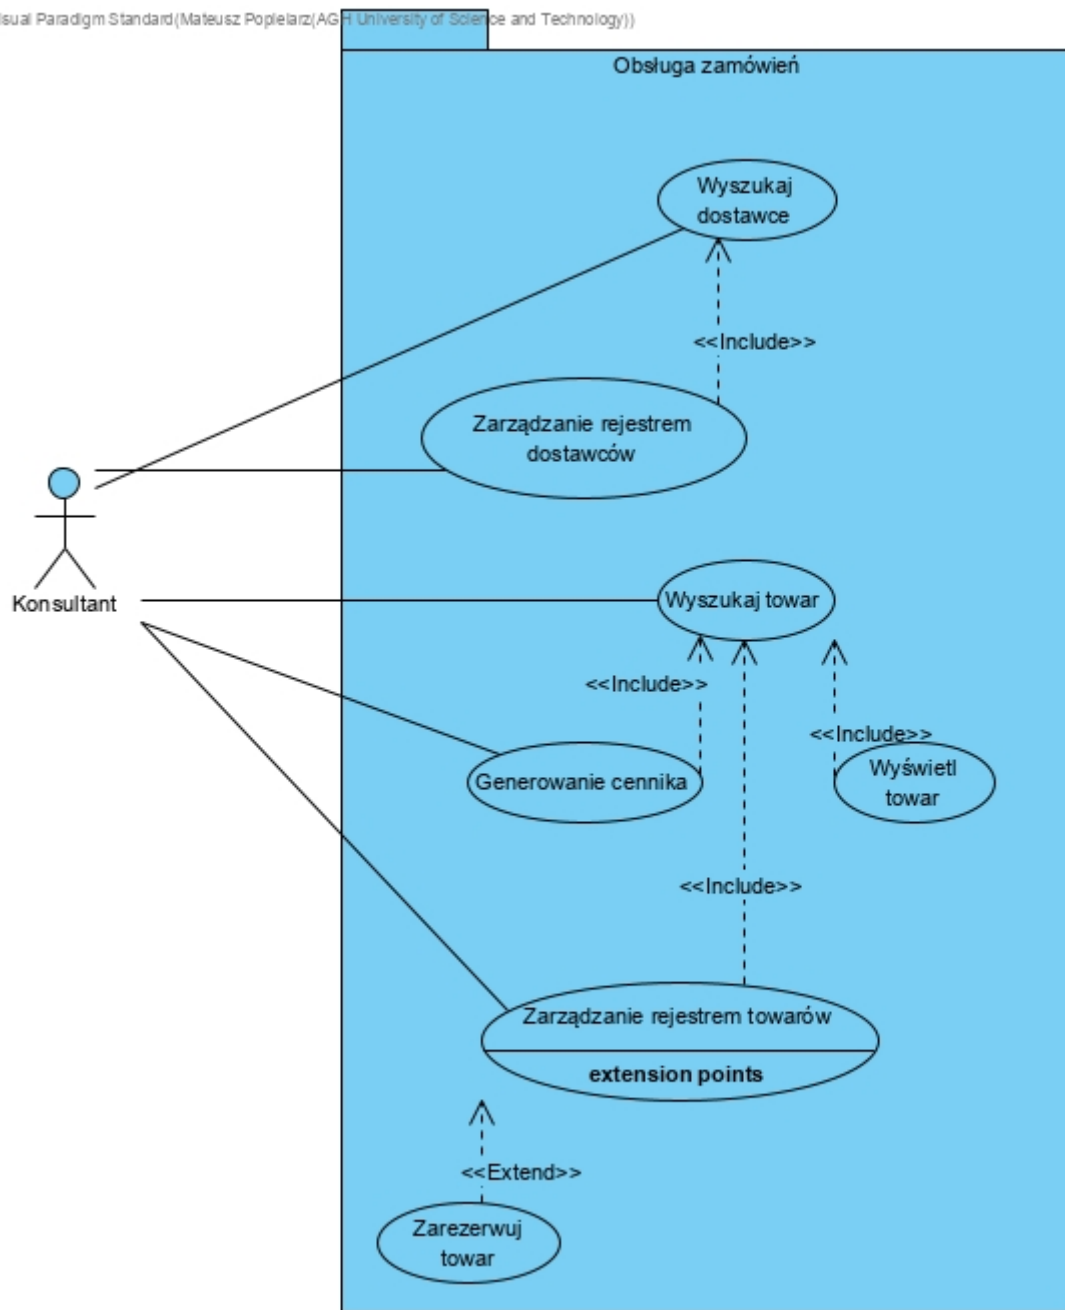 isual Paradigm Standard(Mateusz Popielarz(AGH University of Science and Technology))
Obsługa zamówień
Wyszukaj
dostawce
<<Include>>
Zarządzanie rejestrem
dostawców
Konsultant
Wyszukaj towar
<<Include>>
<<Include>>
Generowanie cennika
Wyświetl
towar
<<Include>>
Zarządzanie rejestrem towarów
extension points
<<Extend>>
Zarezerwuj
towar